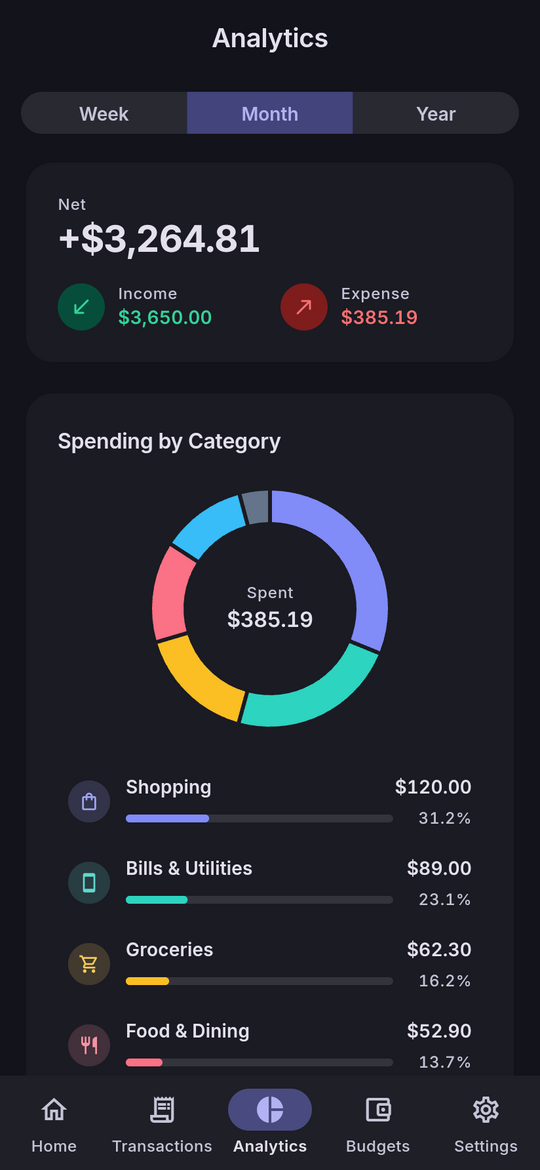 Analytics
Week Month Year
Net
+$3,264.81
Income Expense
$3,650.00 $385.19
Spending by Category
Spent
$385.19
Shopping $120.00
31.2%
Bills & Utilities $89.00
23.1%
Groceries $62.30
16.2%
Food & Dining $52.90
13.7%
Home Transactions Analytics Budgets Settings